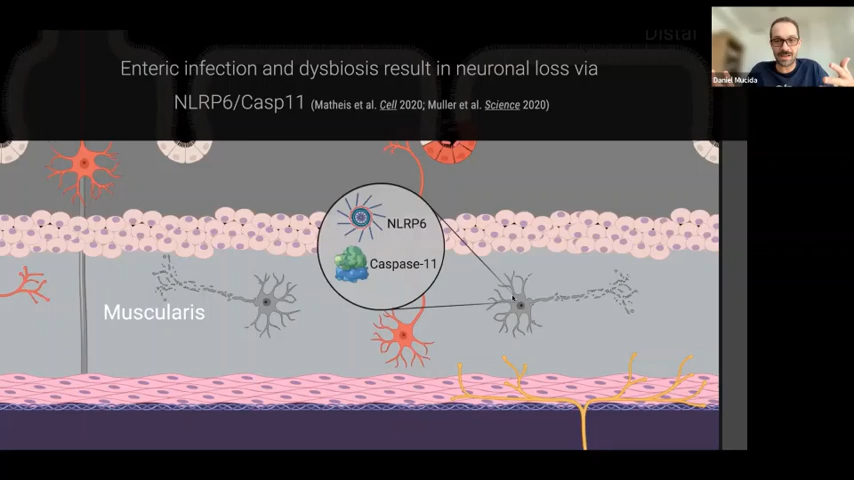 Distal
Enteric infection and dysbiosis result in neuronal loss via
NLRP6/Casp11 (Matheis et al. Cell 2020; Muller et al. Science 2020)
Daniel Mucida
NLRP6
Caspase-11
Muscularis